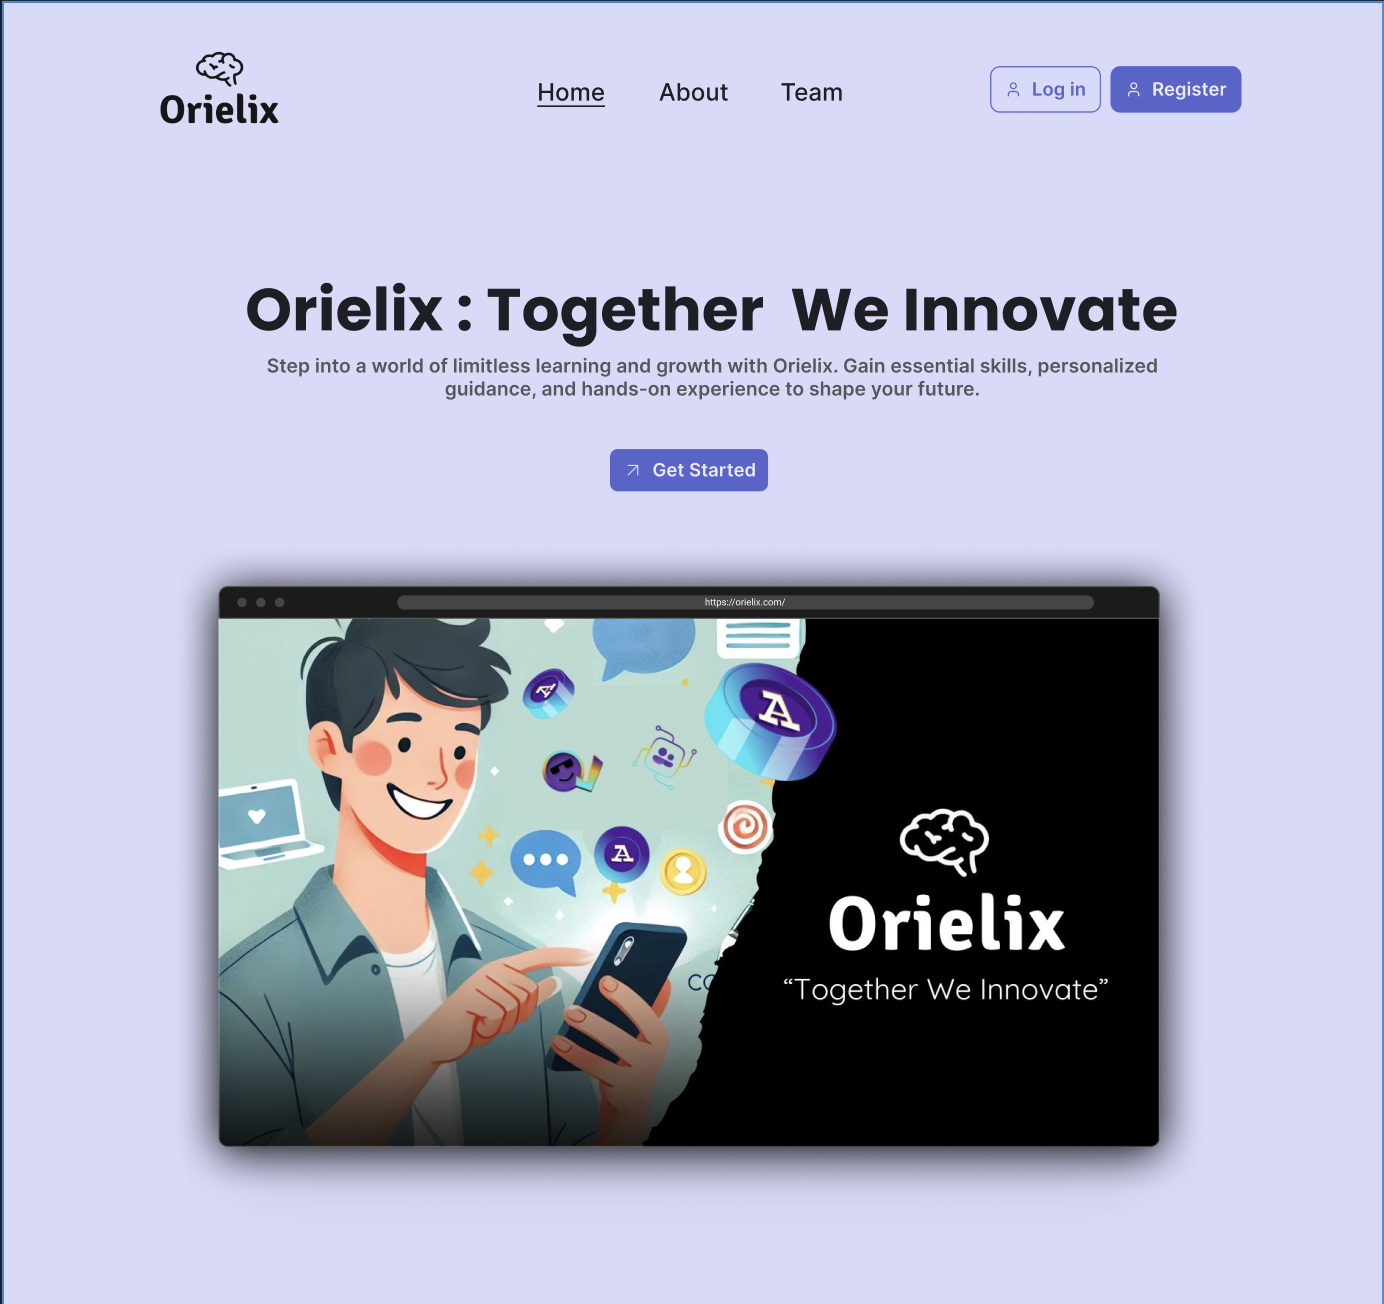 Orielix
Home
About
Team
Log in
Register
Orielix : Together We Innovate
Step into a world of limitless learning and growth with Orielix. Gain essential skills, personalized
guidance, and hands-on experience to shape your future.
Get Started
https://orielix.com/
A
A
A
Orielix
“Together We Innovate”